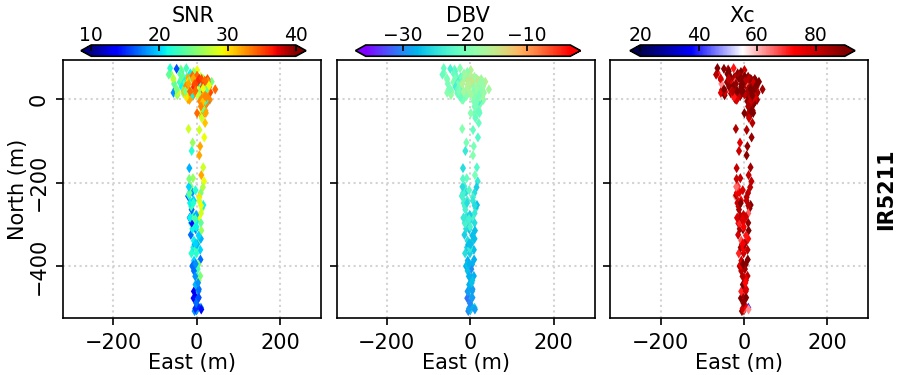 SNR DBV Xc
10 20 30 40 −30 −20 −10 20 40 60 80
0
−200
−400
North (m)
IR5211
−200 0 200 −200 0 200 −200 0 200
East (m) East (m) East (m)